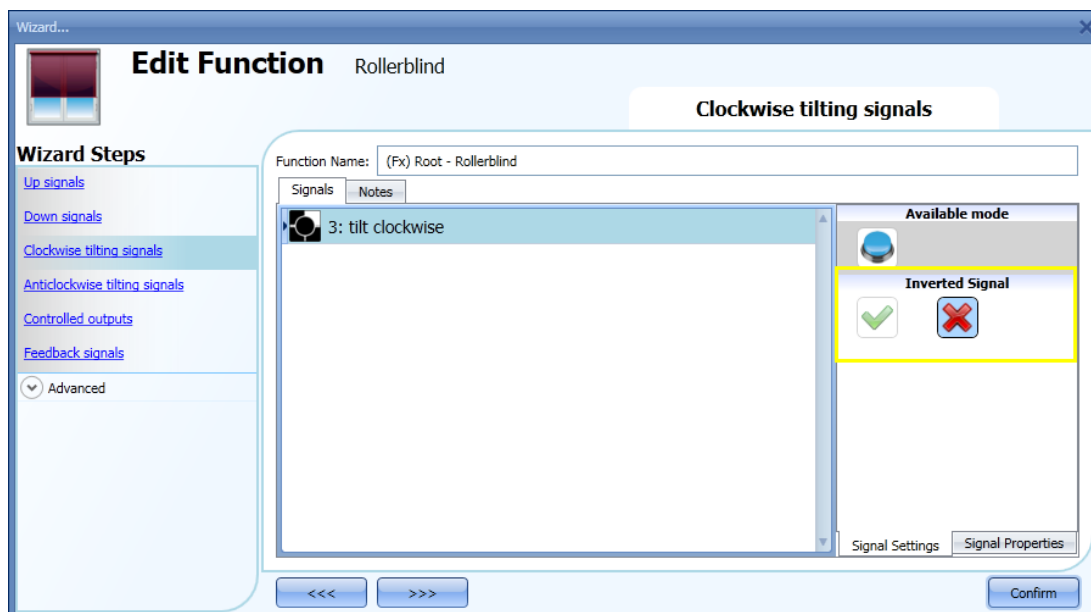 Wizard...
Edit Function Rollerblind
Clockwise tilting signals
Wizard Steps
Up signals
Down signals
Clockwise tilting signals
Anticlockwise tilting signals
Controlled outputs
Feedback signals
Advanced
Function Name: (Fx) Root - Rollerblind
Signals Notes
3: tilt clockwise
Available mode
Inverted Signal
Signal Settings Signal Properties
<<< >>> Confirm